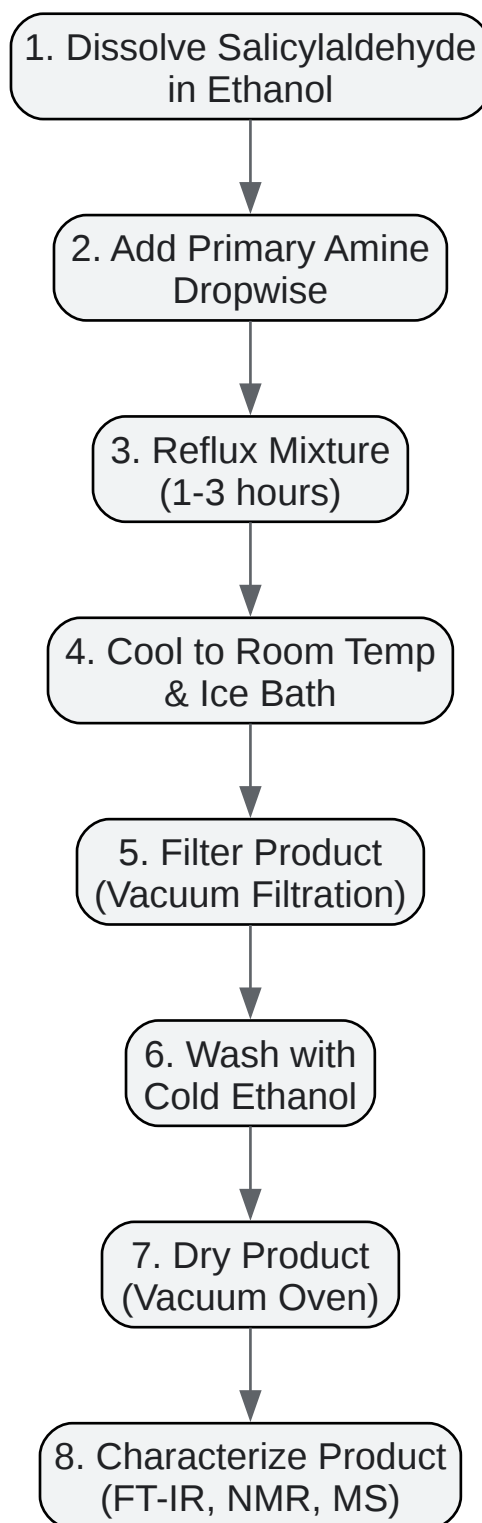 1. Dissolve Salicylaldehyde
in Ethanol
2. Add Primary Amine
Dropwise
3. Reflux Mixture
(1-3 hours)
4. Cool to Room Temp
& Ice Bath
5. Filter Product
(Vacuum Filtration)
6. Wash with
Cold Ethanol
7. Dry Product
(Vacuum Oven)
8. Characterize Product
(FT-IR, NMR, MS)